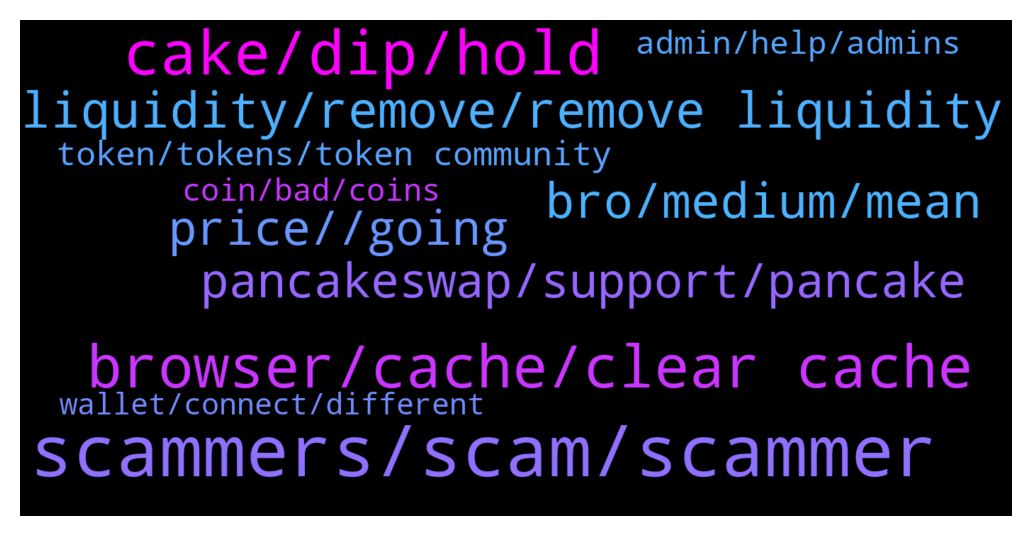 cake/dip/hold
admin/help/admins
liquidity/remove/remove liquidity
token/tokens/token community
coin/bad/coins
bro/medium/mean
price//going
pancakeswap/support/pancake
browser/cache/clear cache
wallet/connect/different
scammers/scam/scammer